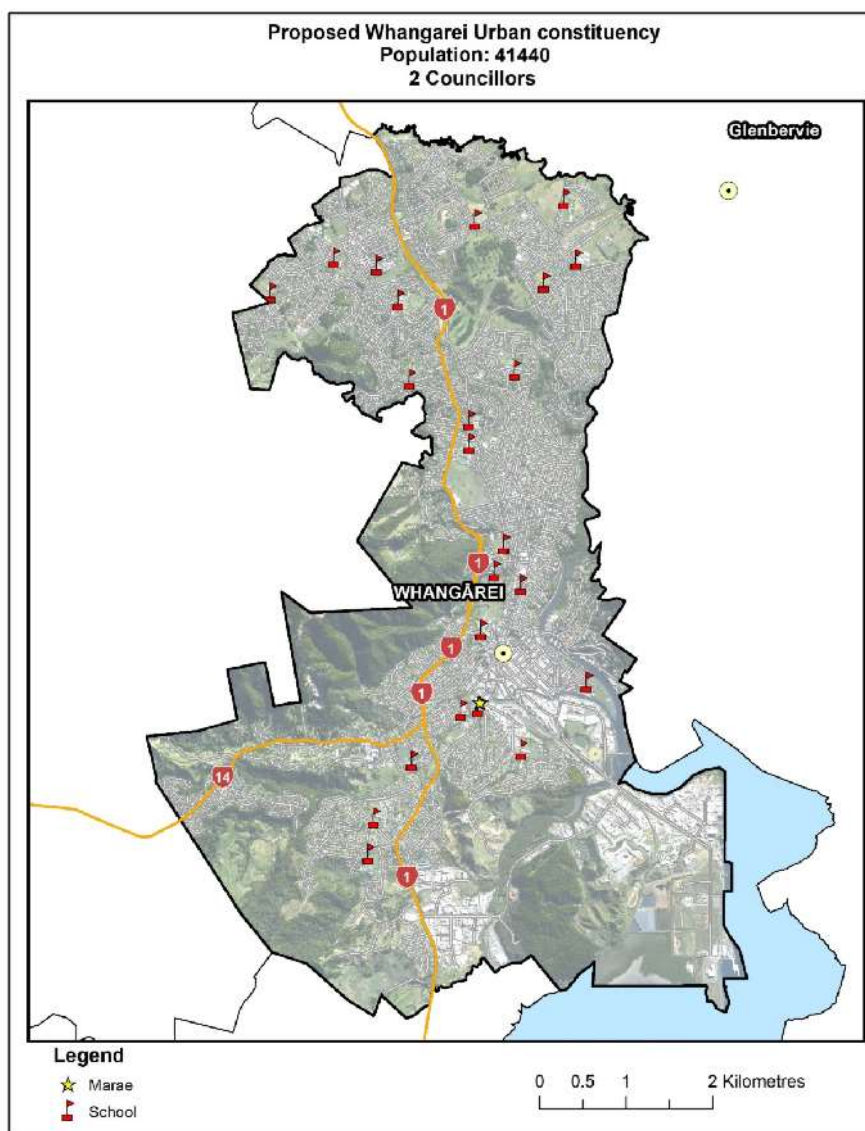 Proposed Whangarei Urban constituency
Population: 41440
2 Councillors
Glenbervie
1
1
WHANGĀREI
1
1
14
1
Legend
Marae
School
0 0.5 1 2 Kilometres